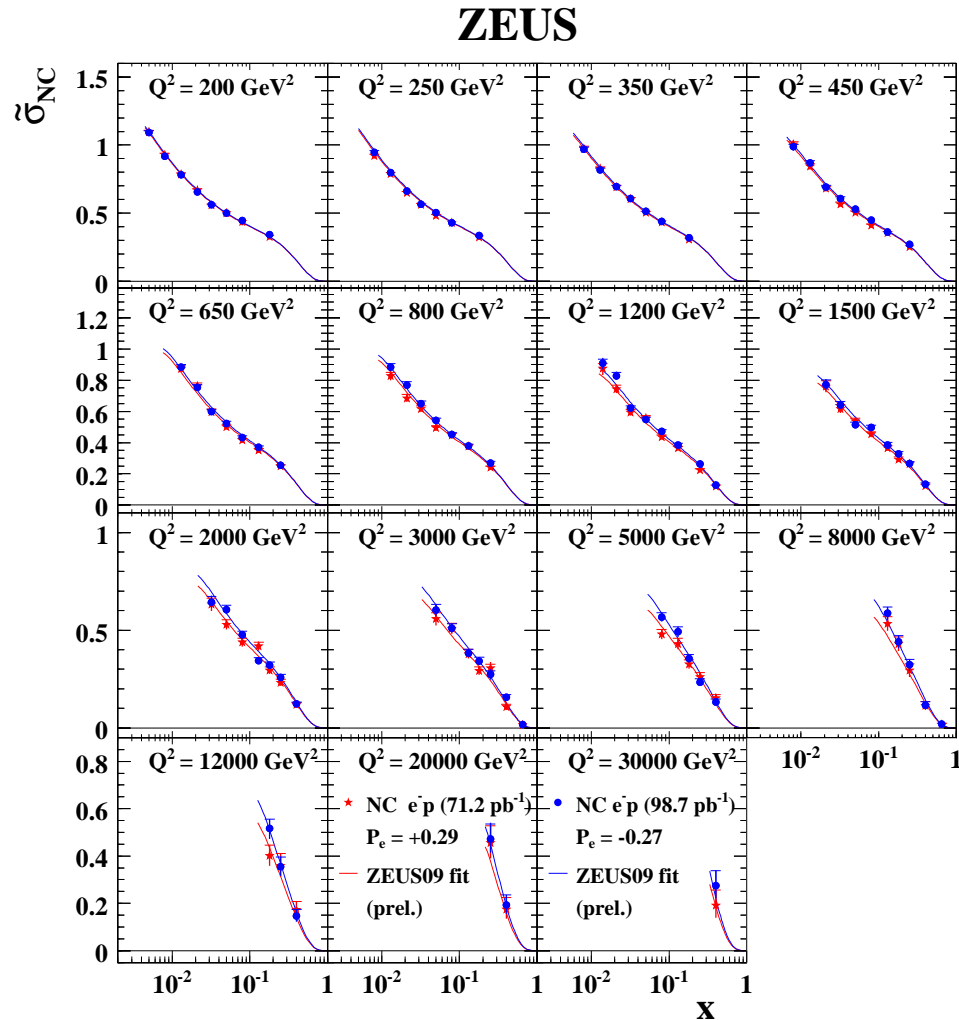 ZEUS
σ̃_NC
Q² = 200 GeV²
Q² = 250 GeV²
Q² = 350 GeV²
Q² = 450 GeV²
1.5
1
0.5
0
Q² = 650 GeV²
Q² = 800 GeV²
Q² = 1200 GeV²
Q² = 1500 GeV²
1.2
1
0.8
0.6
0.4
0.2
0
Q² = 2000 GeV²
Q² = 3000 GeV²
Q² = 5000 GeV²
Q² = 8000 GeV²
1
0.5
0
10⁻² 10⁻¹ 1
Q² = 12000 GeV²
Q² = 20000 GeV²
Q² = 30000 GeV²
0.8
0.6
0.4
0.2
0
NC e⁻p (71.2 pb⁻¹)
P_e = +0.29
ZEUS09 fit
(prel.)
NC e⁻p (98.7 pb⁻¹)
P_e = -0.27
ZEUS09 fit
(prel.)
10⁻² 10⁻¹ 1 10⁻² 10⁻¹ 1 10⁻² 10⁻¹ 1
x